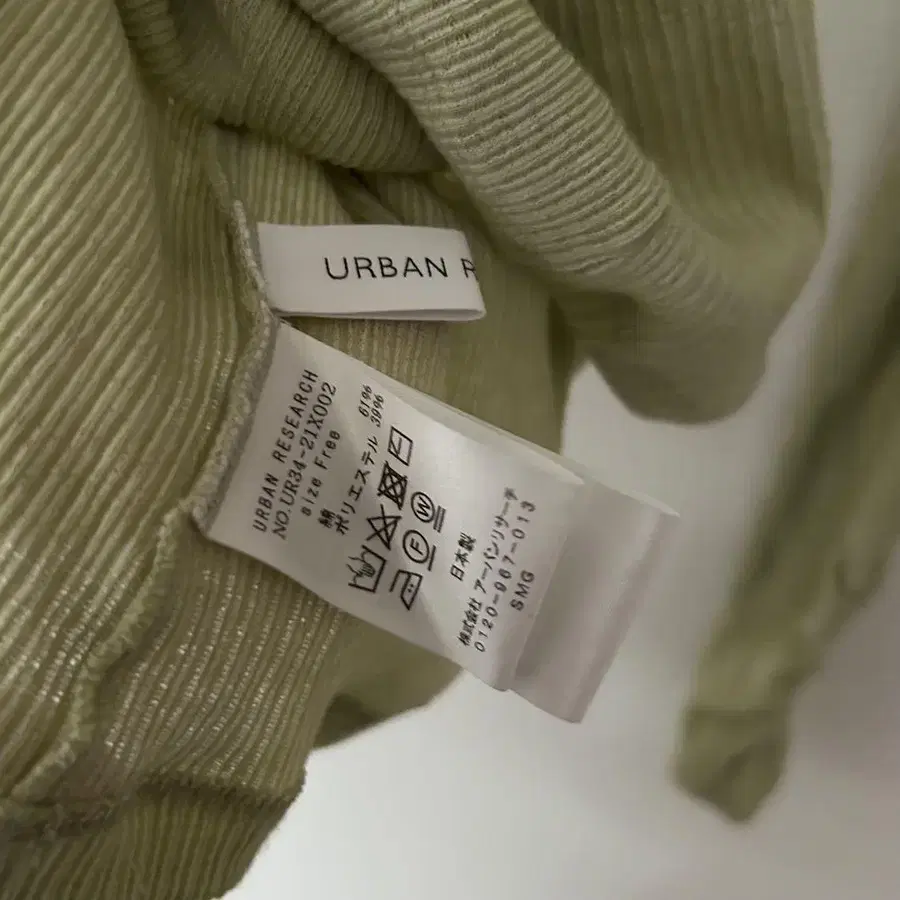 URBAN R
URBAN RESEARCH
NO.UR34-21X002
size Free
綿 61%
ポリエステル 39%
W
F
日本製
株式会社 アーバンリサーチ
0120-967-013
SMG